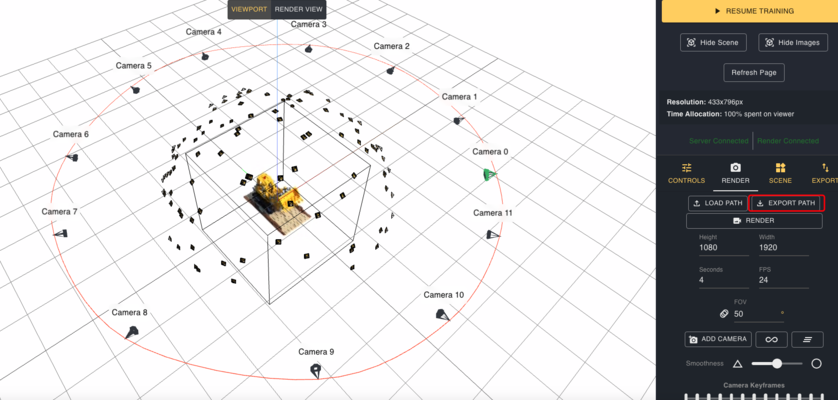 VIEWPORT RENDER VIEW
Camera 3
Camera 4
Camera 2
Camera 5
Camera 1
Camera 6
Camera 0
Camera 7
Camera 11
Camera 10
Camera 8
Camera 9
RESUME TRAINING
Hide Scene Hide Images
Refresh Page
Resolution: 433x796px
Time Allocation: 100% spent on viewer
Server Connected Render Connected
CONTROLS RENDER SCENE EXPORT
LOAD PATH EXPORT PATH
RENDER
Height Width
1080 1920
Seconds FPS
4 24
FOV
50 °
ADD CAMERA
Smoothness
Camera Keyframes